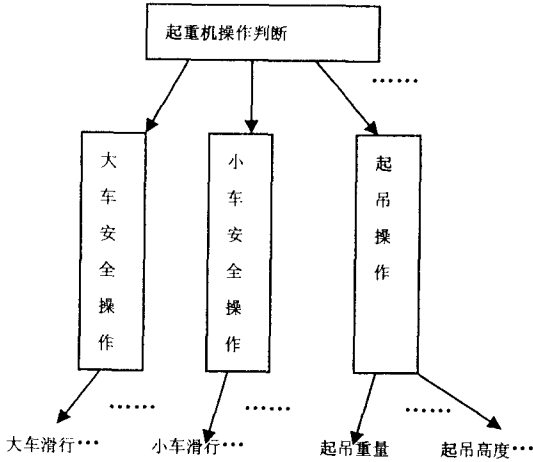 起重机操作判断
……
大车安全操作
小车安全操作
起吊操作
……
……
……
大车滑行…
小车滑行…
起吊重量
起吊高度…